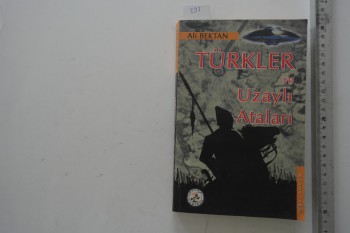 Ali BEKTAN
TÜRKLER
ve
Uzaylı
Ataları